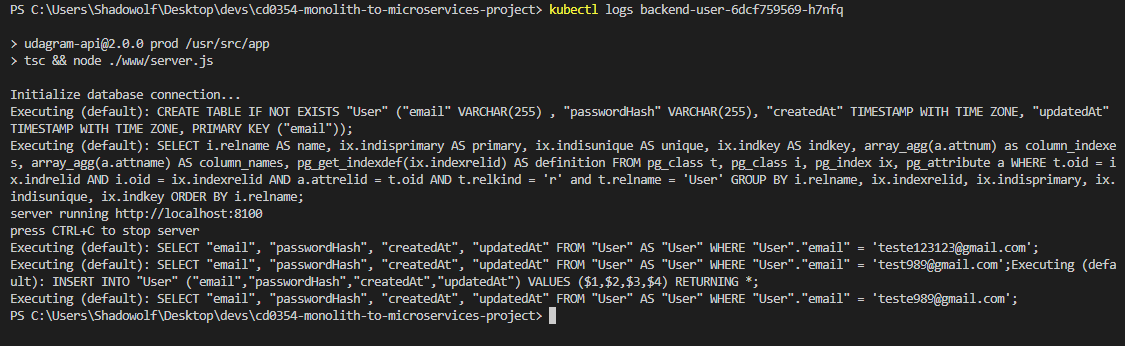 PS C:\Users\Shadowolf\Desktop\devs\cd0354-monolith-to-microservices-project> kubectl logs backend-user-6dcf759569-h7nfq
> udagram-api@2.0.0 prod /usr/src/app
> tsc && node ./www/server.js
Initialize database connection...
Executing (default): CREATE TABLE IF NOT EXISTS "User" ("email" VARCHAR(255) , "passwordHash" VARCHAR(255), "createdAt" TIMESTAMP WITH TIME ZONE, "updatedAt"
TIMESTAMP WITH TIME ZONE, PRIMARY KEY ("email"));
Executing (default): SELECT i.relname AS name, ix.indisprimary AS primary, ix.indisunique AS unique, ix.indkey AS indkey, array_agg(a.attnum) as column_indexe
s, array_agg(a.attname) AS column_names, pg_get_indexdef(ix.indexrelid) AS definition FROM pg_class t, pg_class i, pg_index ix, pg_attribute a WHERE t.oid = i
x.indrelid AND i.oid = ix.indexrelid AND a.attrelid = t.oid AND t.relkind = 'r' and t.relname = 'User' GROUP BY i.relname, ix.indexrelid, ix.indisprimary, ix.
indisunique, ix.indkey ORDER BY i.relname;
server running http://localhost:8100
press CTRL+C to stop server
Executing (default): SELECT "email", "passwordHash", "createdAt", "updatedAt" FROM "User" AS "User" WHERE "User"."email" = 'teste123123@gmail.com';
Executing (default): SELECT "email", "passwordHash", "createdAt", "updatedAt" FROM "User" AS "User" WHERE "User"."email" = 'test989@gmail.com';Executing (defa
ult): INSERT INTO "User" ("email","passwordHash","createdAt","updatedAt") VALUES ($1,$2,$3,$4) RETURNING *;
Executing (default): SELECT "email", "passwordHash", "createdAt", "updatedAt" FROM "User" AS "User" WHERE "User"."email" = 'teste989@gmail.com';
PS C:\Users\Shadowolf\Desktop\devs\cd0354-monolith-to-microservices-project>